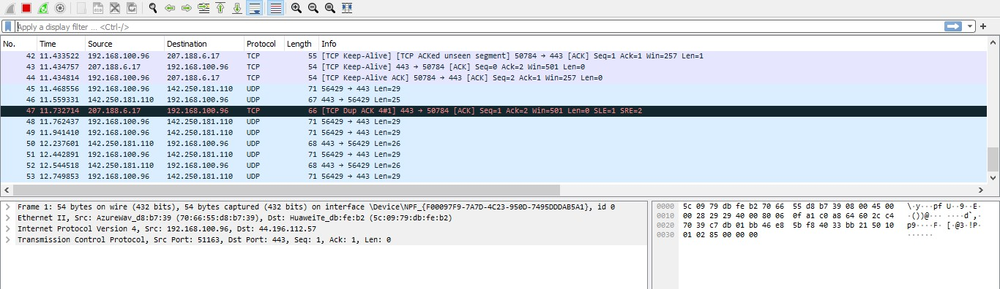 Apply a display filter ... <Ctrl-/>
No. Time Source Destination Protocol Length Info
42 11.433522 192.168.100.96 207.188.6.17 TCP 55 [TCP Keep-Alive] [TCP ACKed unseen segment] 50784 → 443 [ACK] Seq=1 Ack=1 Win=257 Len=1
43 11.434757 207.188.6.17 192.168.100.96 TCP 54 [TCP Keep-Alive] 443 → 50784 [ACK] Seq=0 Ack=2 Win=501 Len=0
44 11.434814 192.168.100.96 207.188.6.17 TCP 54 [TCP Keep-Alive ACK] 50784 → 443 [ACK] Seq=2 Ack=1 Win=257 Len=0
45 11.468556 192.168.100.96 142.250.181.110 UDP 71 56429 → 443 Len=29
46 11.559331 142.250.181.110 192.168.100.96 UDP 67 443 → 56429 Len=25
47 11.732714 207.188.6.17 192.168.100.96 TCP 66 [TCP Dup ACK 4#1] 443 → 50784 [ACK] Seq=1 Ack=2 Win=501 Len=0 SLE=1 SRE=2
48 11.762437 192.168.100.96 142.250.181.110 UDP 71 56429 → 443 Len=29
49 11.941410 192.168.100.96 142.250.181.110 UDP 71 56429 → 443 Len=29
50 12.237601 142.250.181.110 192.168.100.96 UDP 68 443 → 56429 Len=26
51 12.442891 192.168.100.96 142.250.181.110 UDP 71 56429 → 443 Len=29
52 12.544518 142.250.181.110 192.168.100.96 UDP 68 443 → 56429 Len=26
53 12.749853 192.168.100.96 142.250.181.110 UDP 71 56429 → 443 Len=29
Frame 1: 54 bytes on wire (432 bits), 54 bytes captured (432 bits) on interface \Device\NPF_{F00097F9-7A7D-4C23-950D-7495DDDAB5A1}, id 0
Ethernet II, Src: AzureWav_d8:b7:39 (70:66:55:d8:b7:39), Dst: HuaweiTe_db:fe:b2 (5c:09:79:db:fe:b2)
Internet Protocol Version 4, Src: 192.168.100.96, Dst: 44.196.112.57
Transmission Control Protocol, Src Port: 51163, Dst Port: 443, Seq: 1, Ack: 1, Len: 0
0000 5c 09 79 db fe b2 70 66 55 d8 b7 39 08 00 45 00 \·y···pf U··9··E·
0010 00 28 29 29 40 00 80 06 0f a1 c0 a8 64 60 2c c4 ·())@··· ····d`,·
0020 70 39 c7 db 01 bb 46 e8 5b f8 40 33 bb 21 50 10 p9····F· [·@3·!P·
0030 01 02 85 00 00 00 ······